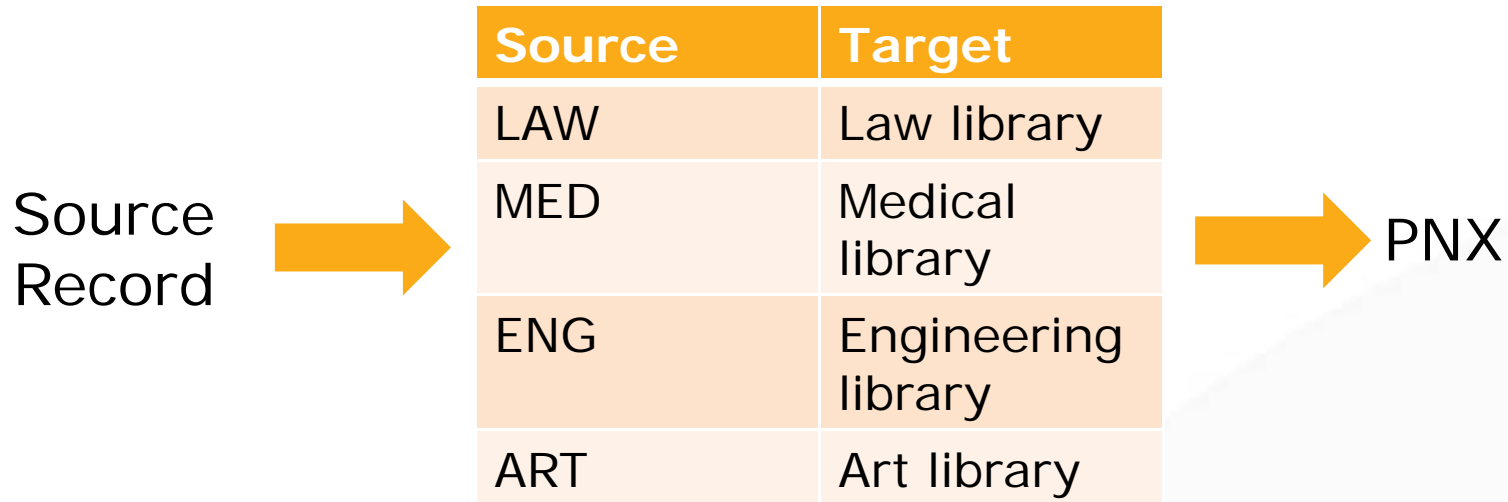 Source Target
LAW Law library
MED Medical
library
ENG Engineering
library
ART Art library
Source
Record
PNX